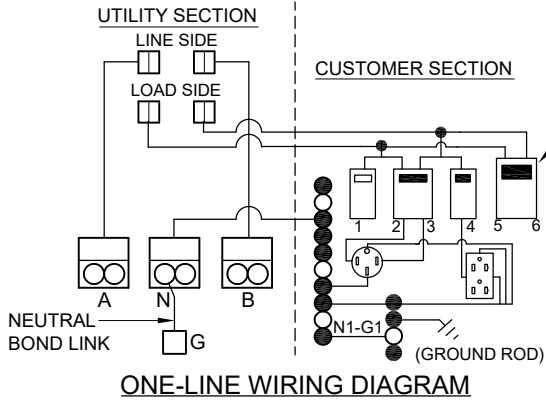 UTILITY SECTION
LINE SIDE
LOAD SIDE
CUSTOMER SECTION
1 2 3 4 5 6
A N B
NEUTRAL
BOND LINK
G
N1-G1
(GROUND ROD)
ONE-LINE WIRING DIAGRAM